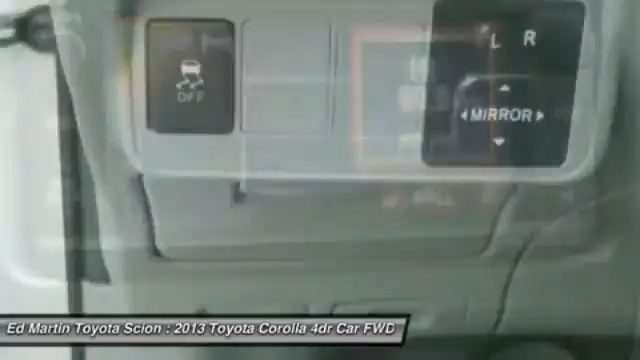 L R
OFF
◄MIRROR►
Ed Martin Toyota Scion : 2013 Toyota Corolla 4dr Car FWD